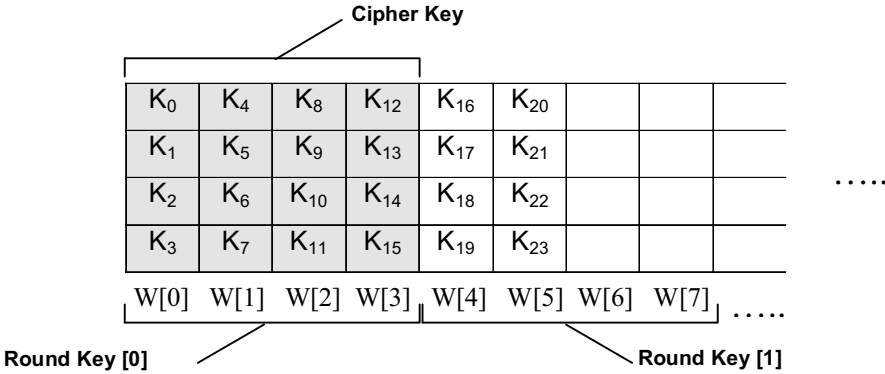 Cipher Key
K0 K4 K8 K12 K16 K20
K1 K5 K9 K13 K17 K21
K2 K6 K10 K14 K18 K22
.....
K3 K7 K11 K15 K19 K23
W[0] W[1] W[2] W[3] W[4] W[5] W[6] W[7] .....
Round Key [0] Round Key [1]